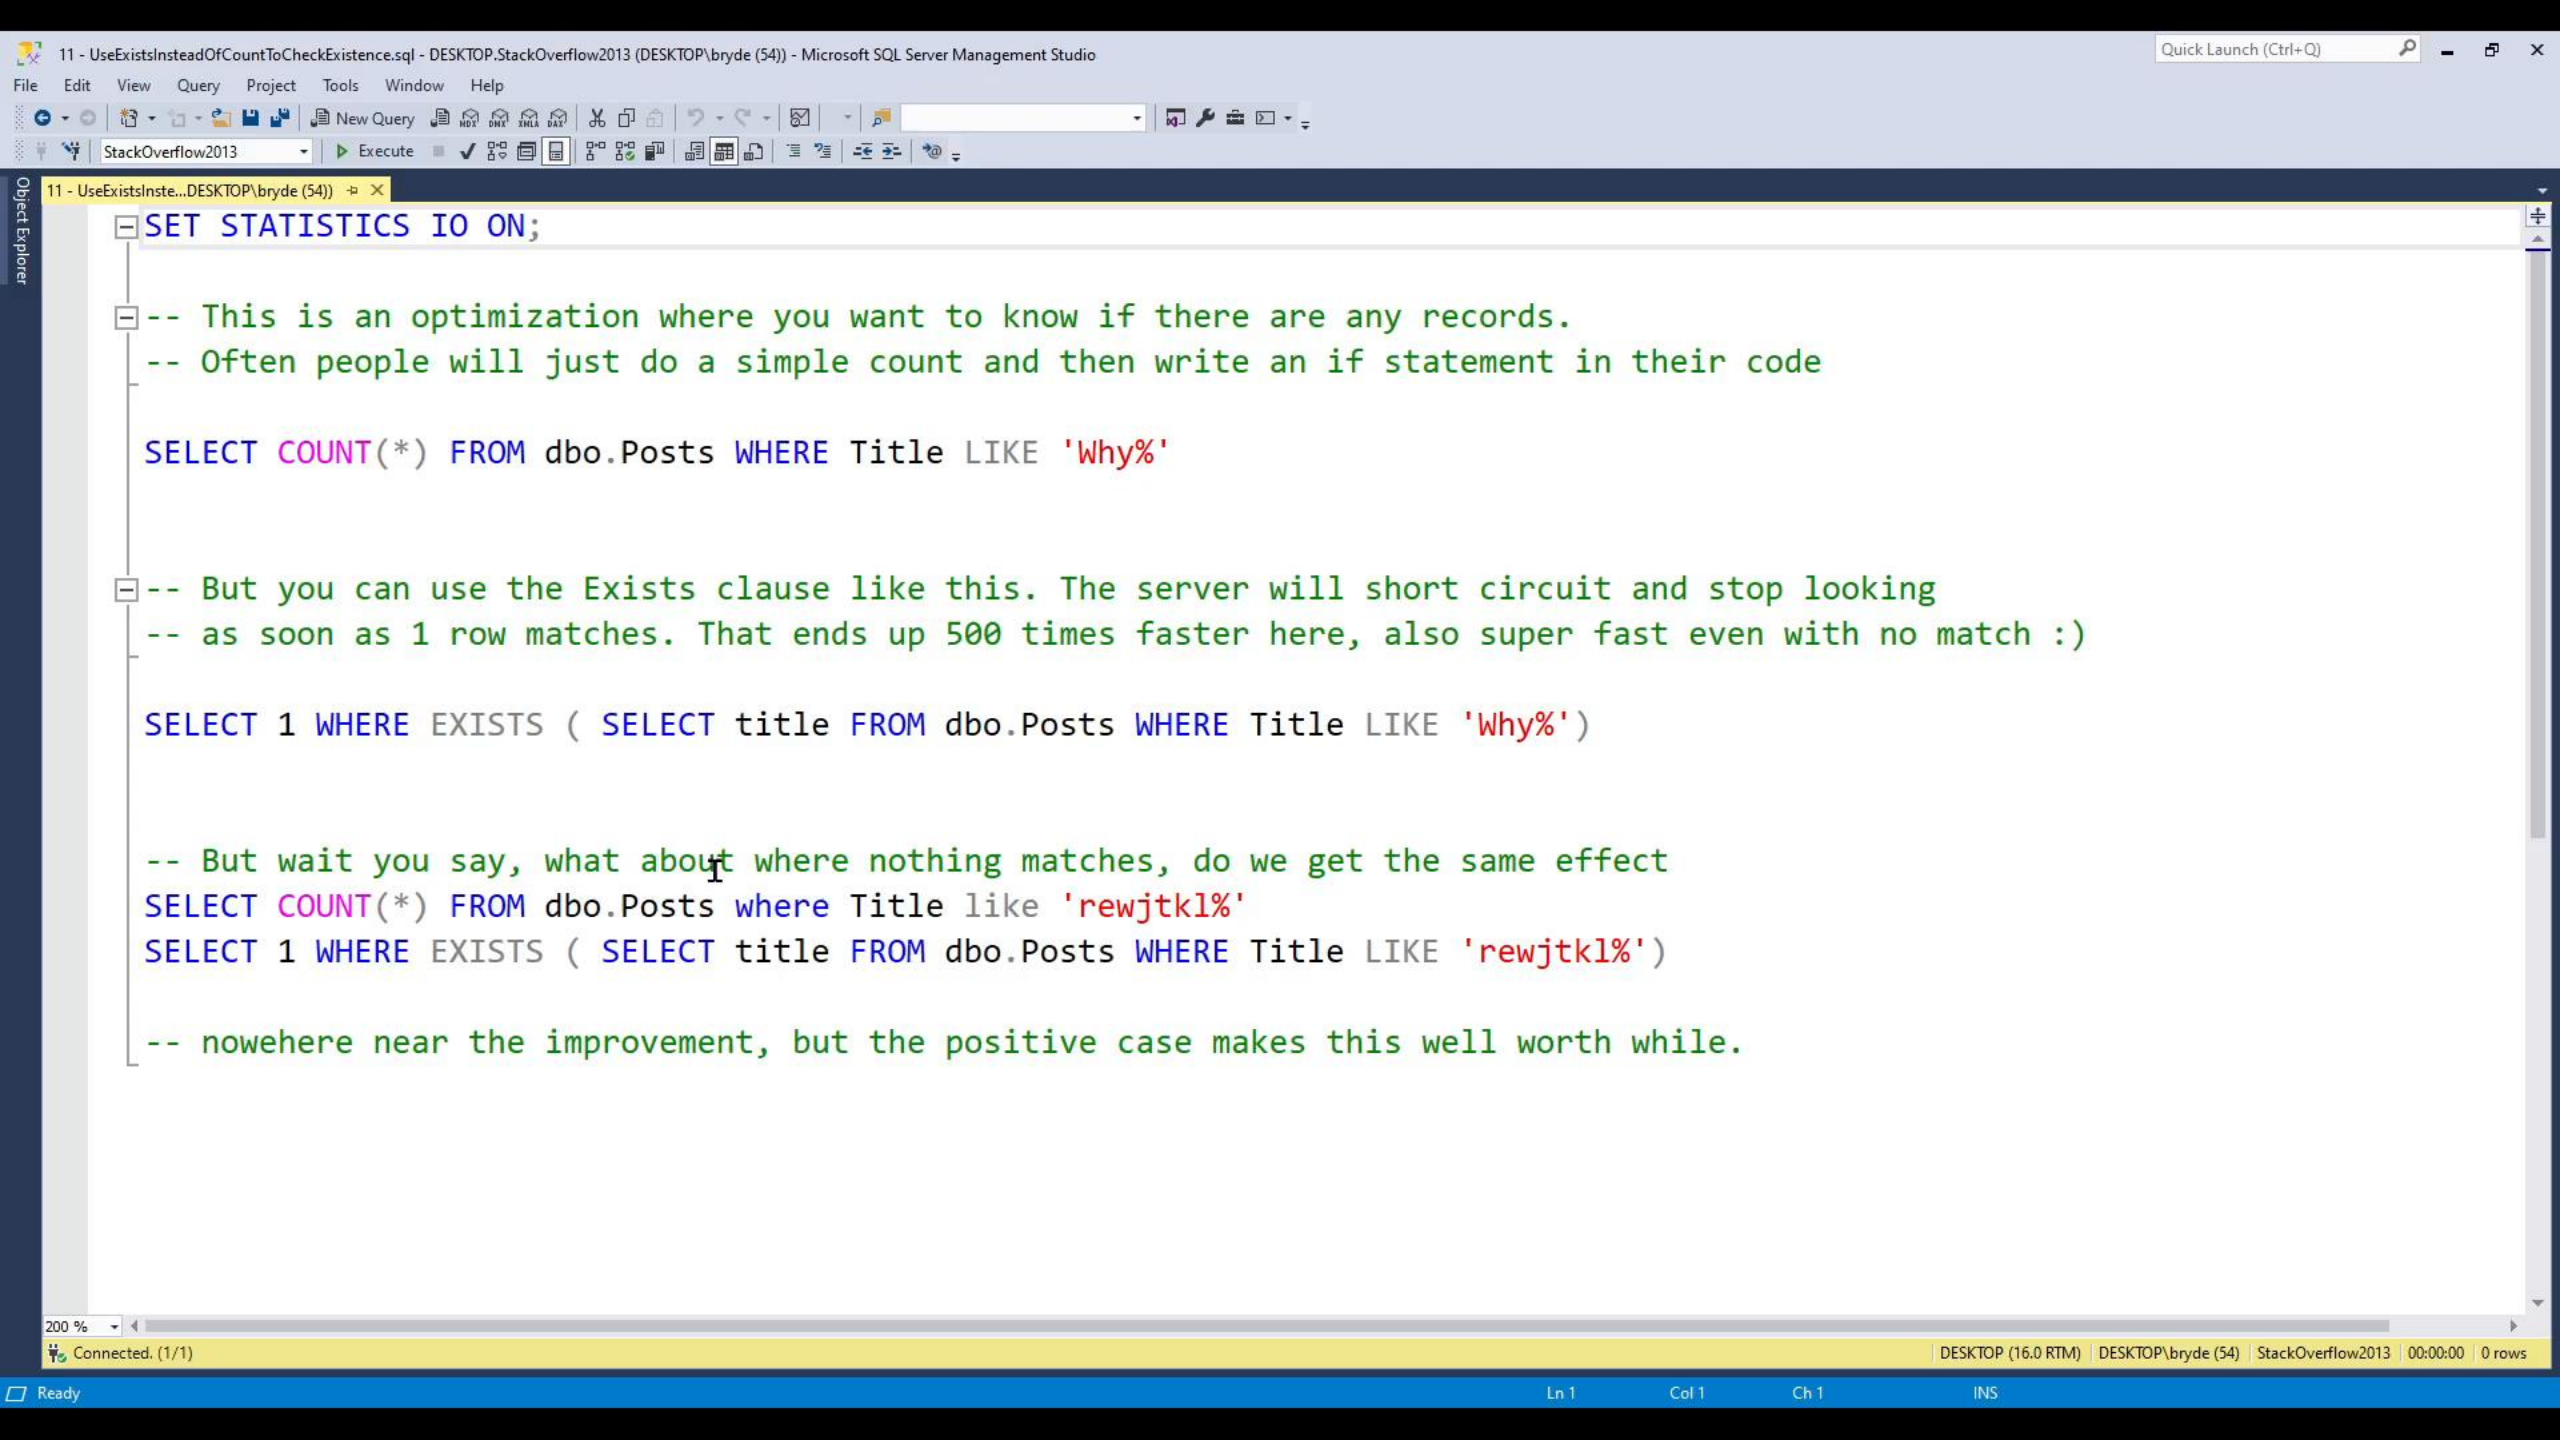 11 - UseExistsInsteadOfCountToCheckExistence.sql - DESKTOP.StackOverflow2013 (DESKTOP\bryde (54)) - Microsoft SQL Server Management Studio
Quick Launch (Ctrl+Q)
File Edit View Query Project Tools Window Help
New Query MDX DMX XMLA DAX
StackOverflow2013 Execute
Object Explorer
11 - UseExistsInste...DESKTOP\bryde (54))
SET STATISTICS IO ON;
-- This is an optimization where you want to know if there are any records.
-- Often people will just do a simple count and then write an if statement in their code
SELECT COUNT(*) FROM dbo.Posts WHERE Title LIKE 'Why%'
-- But you can use the Exists clause like this. The server will short circuit and stop looking
-- as soon as 1 row matches. That ends up 500 times faster here, also super fast even with no match :)
SELECT 1 WHERE EXISTS ( SELECT title FROM dbo.Posts WHERE Title LIKE 'Why%')
-- But wait you say, what about where nothing matches, do we get the same effect
SELECT COUNT(*) FROM dbo.Posts where Title like 'rewjtkl%'
SELECT 1 WHERE EXISTS ( SELECT title FROM dbo.Posts WHERE Title LIKE 'rewjtkl%')
-- nowehere near the improvement, but the positive case makes this well worth while.
200 %
Connected. (1/1) DESKTOP (16.0 RTM) DESKTOP\bryde (54) StackOverflow2013 00:00:00 0 rows
Ready Ln 1 Col 1 Ch 1 INS